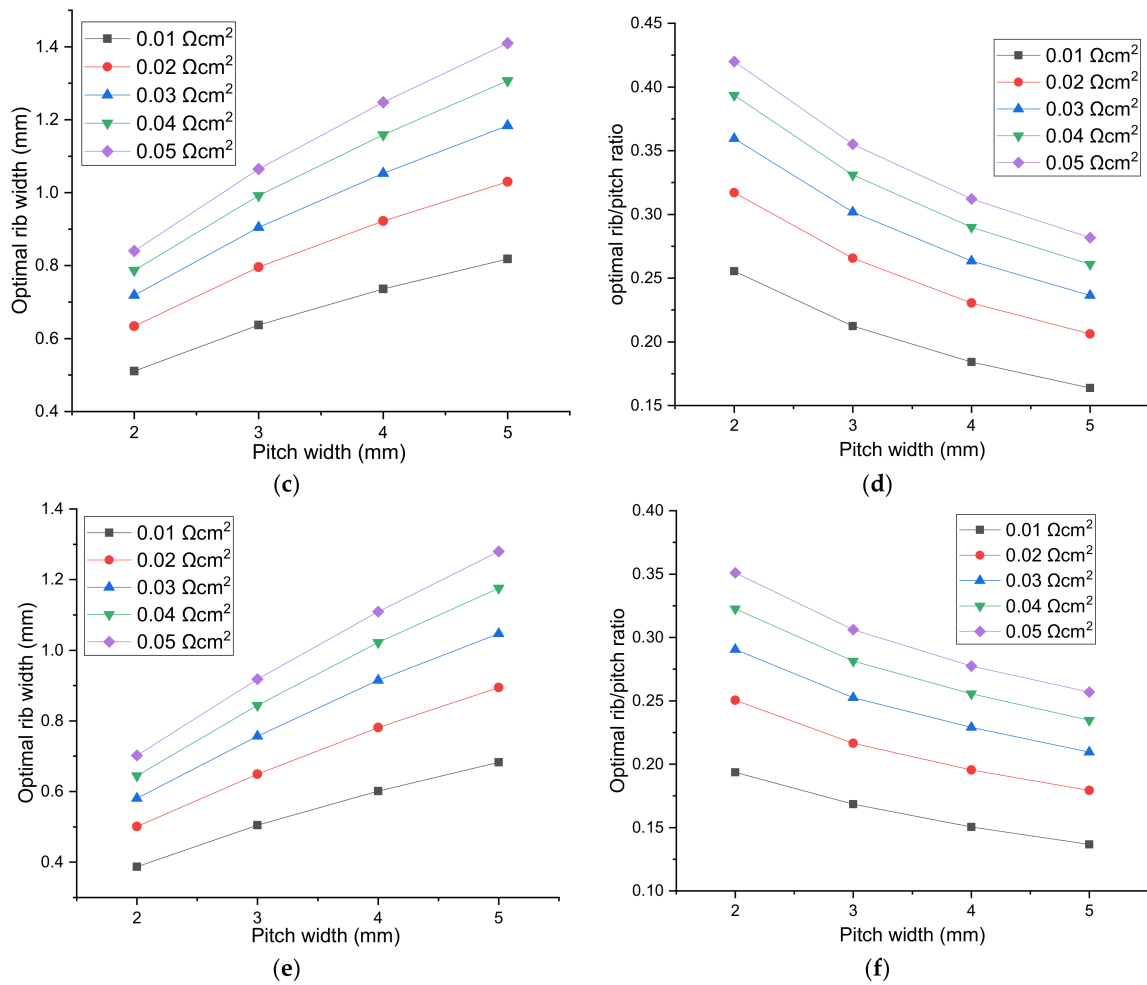 1.4
1.2
1.0
0.8
0.6
0.4
Optimal rib width (mm)
0.01 Ωcm²
0.02 Ωcm²
0.03 Ωcm²
0.04 Ωcm²
0.05 Ωcm²
2 3 4 5
Pitch width (mm)
(c)
0.45
0.40
0.35
0.30
0.25
0.20
0.15
optimal rib/pitch ratio
0.01 Ωcm²
0.02 Ωcm²
0.03 Ωcm²
0.04 Ωcm²
0.05 Ωcm²
2 3 4 5
Pitch width (mm)
(d)
1.4
1.2
1.0
0.8
0.6
0.4
Optimal rib width (mm)
0.01 Ωcm²
0.02 Ωcm²
0.03 Ωcm²
0.04 Ωcm²
0.05 Ωcm²
2 3 4 5
Pitch width (mm)
(e)
0.40
0.35
0.30
0.25
0.20
0.15
0.10
Optimal rib/pitch ratio
0.01 Ωcm²
0.02 Ωcm²
0.03 Ωcm²
0.04 Ωcm²
0.05 Ωcm²
2 3 4 5
Pitch width (mm)
(f)